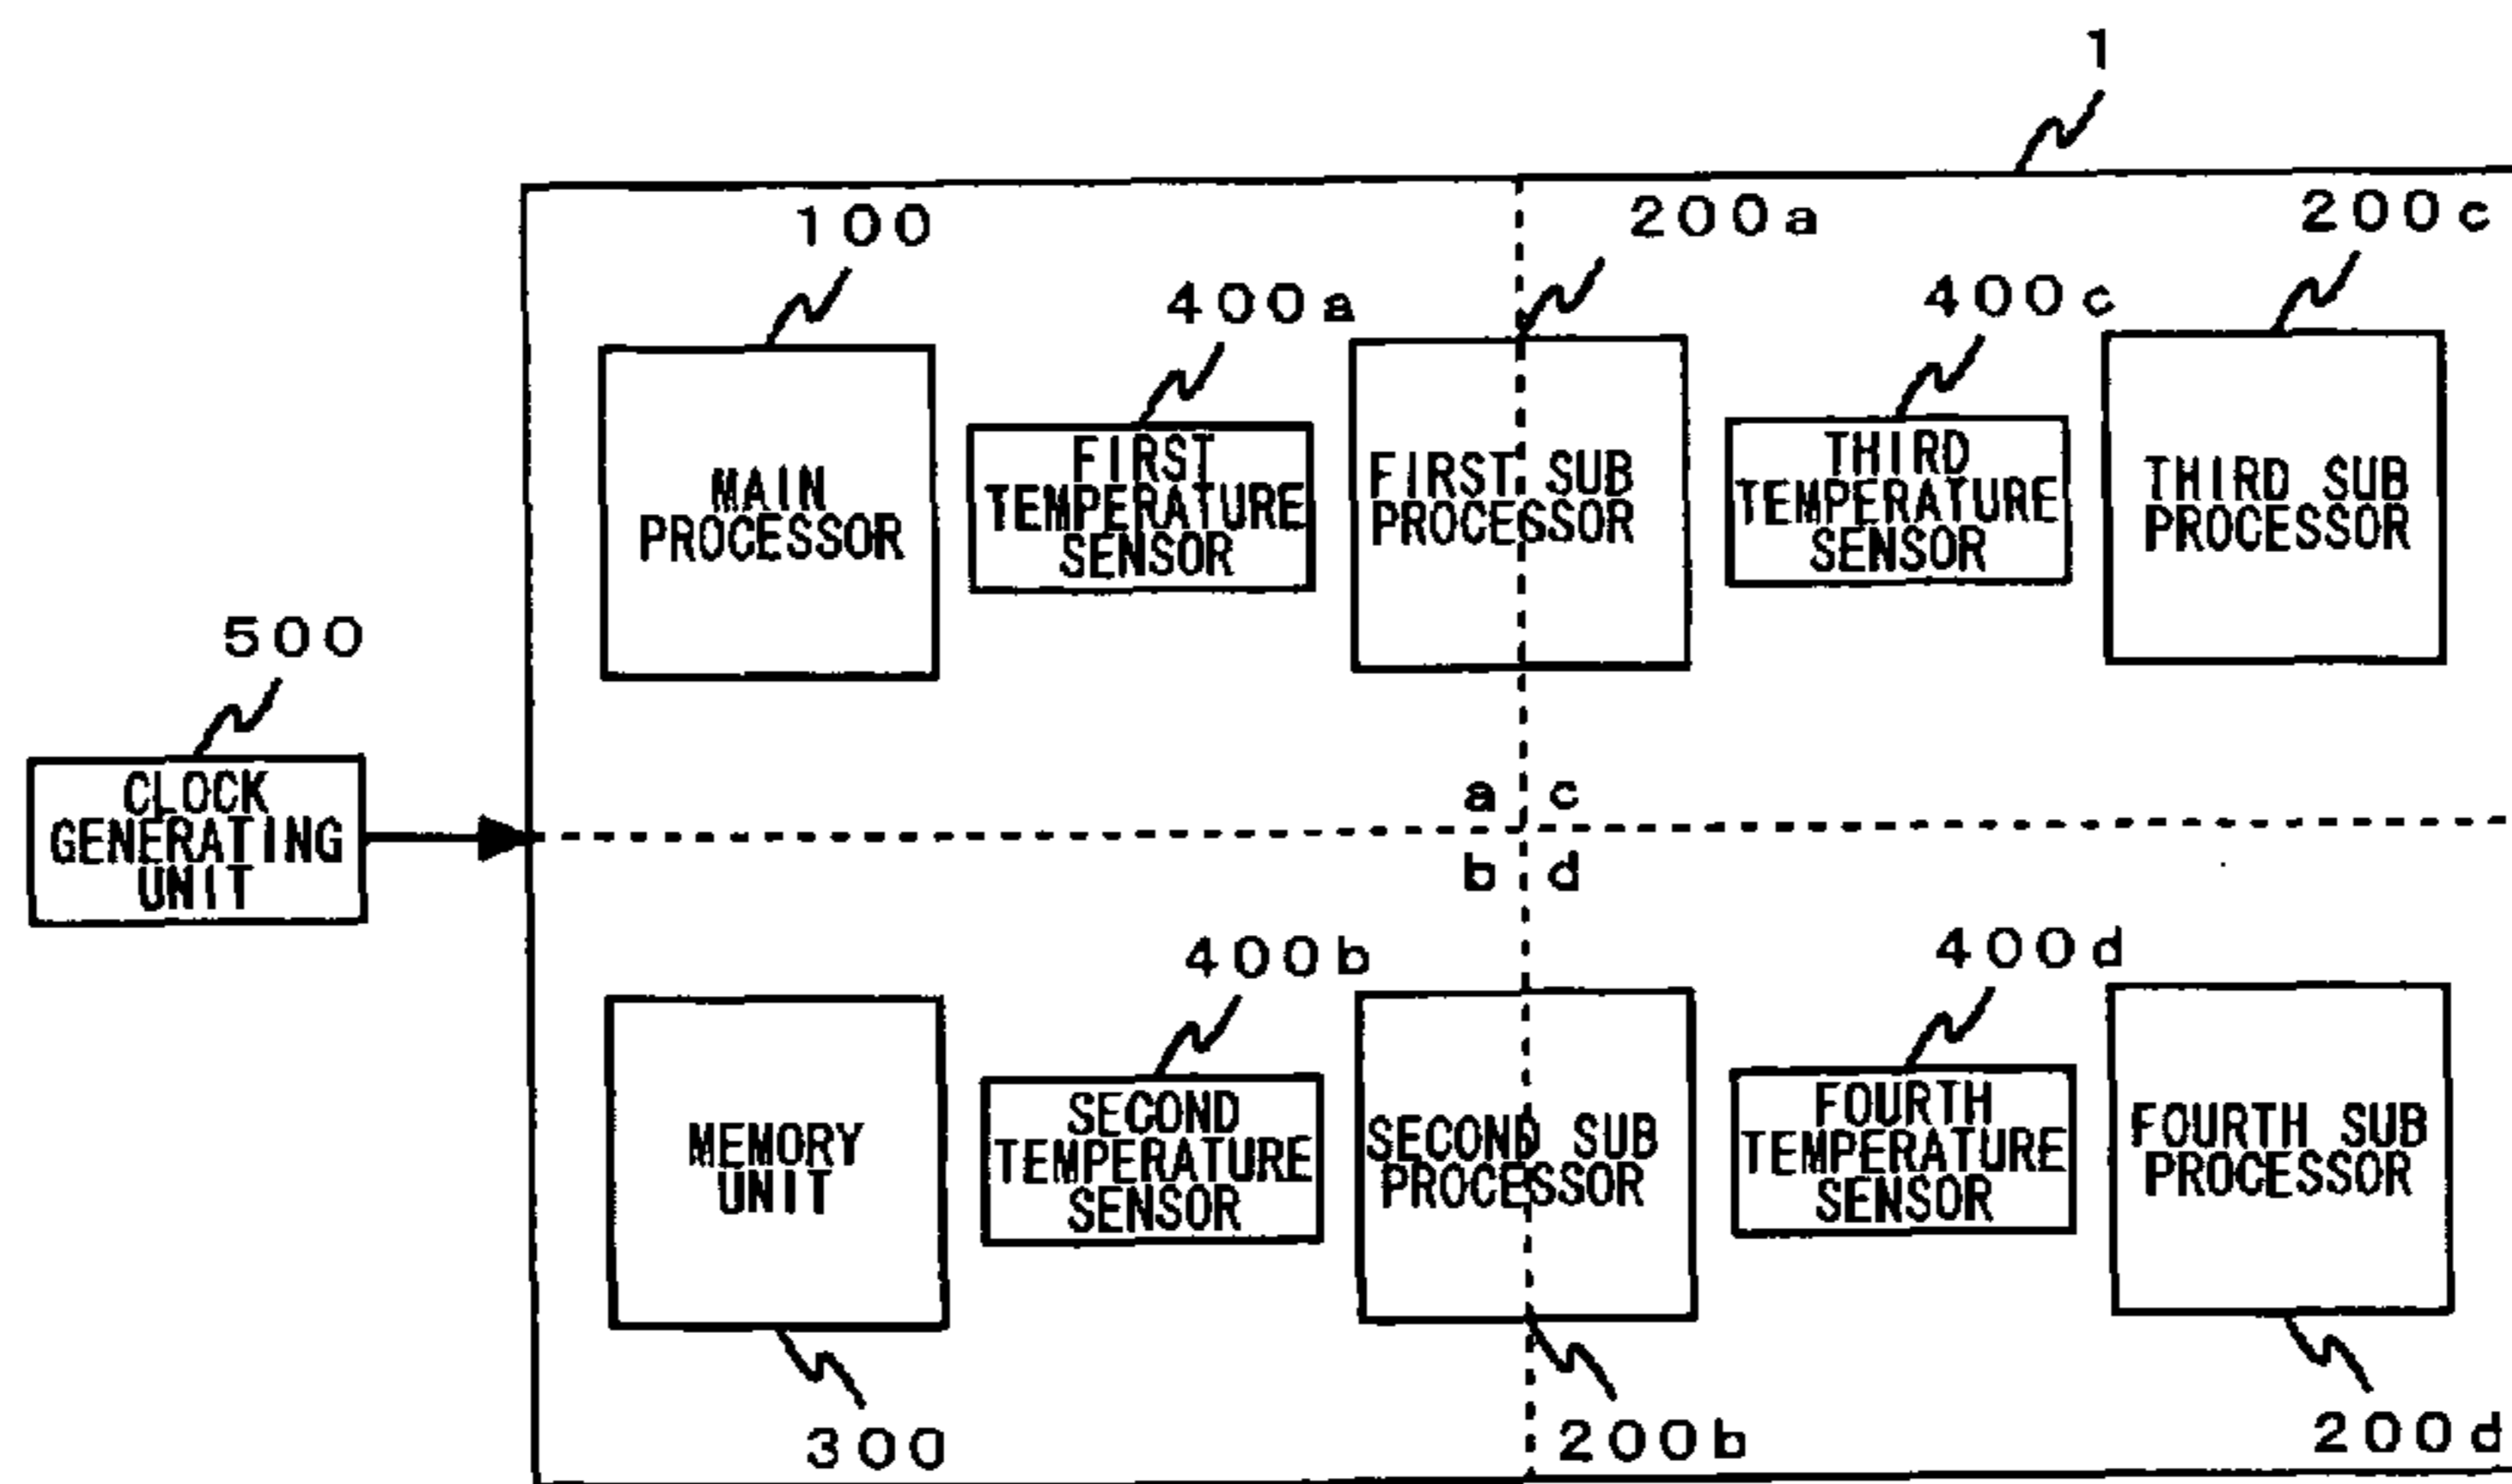 1
100
200a
200c
400a
400c
MAIN
PROCESSOR
FIRST
TEMPERATURE
SENSOR
FIRST SUB
PROCESSOR
THIRD
TEMPERATURE
SENSOR
THIRD SUB
PROCESSOR
500
CLOCK
GENERATING
UNIT
a c
b d
400b
400d
MEMORY
UNIT
SECOND
TEMPERATURE
SENSOR
SECOND SUB
PROCESSOR
FOURTH
TEMPERATURE
SENSOR
FOURTH SUB
PROCESSOR
300
200b
200d